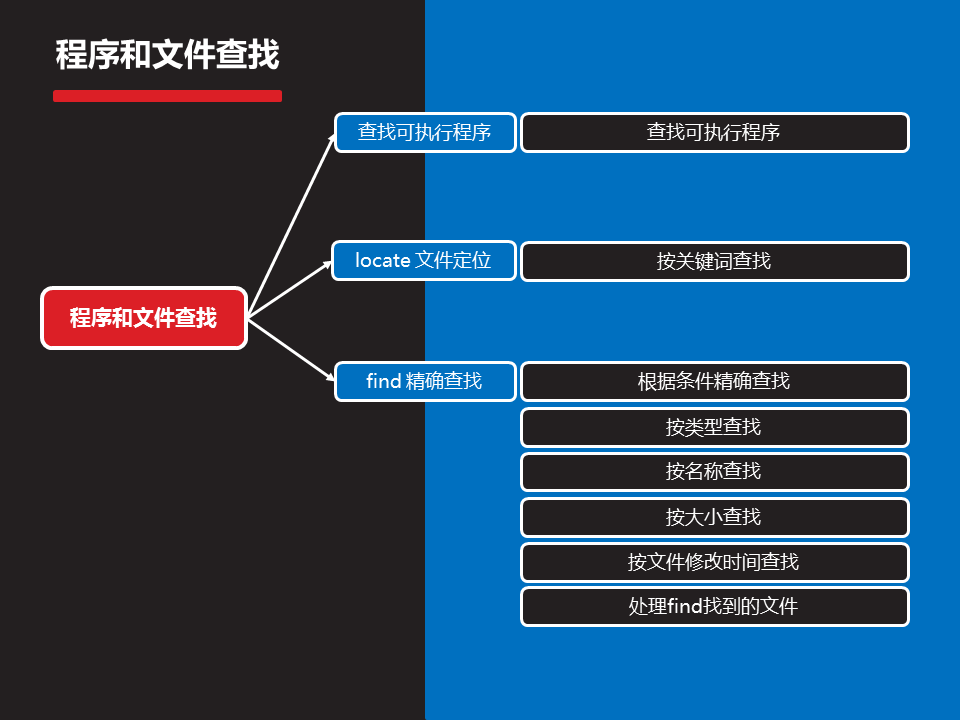 程序和文件查找
查找可执行程序
查找可执行程序
locate 文件定位
按关键词查找
程序和文件查找
find 精确查找
根据条件精确查找
按类型查找
按名称查找
按大小查找
按文件修改时间查找
处理find找到的文件